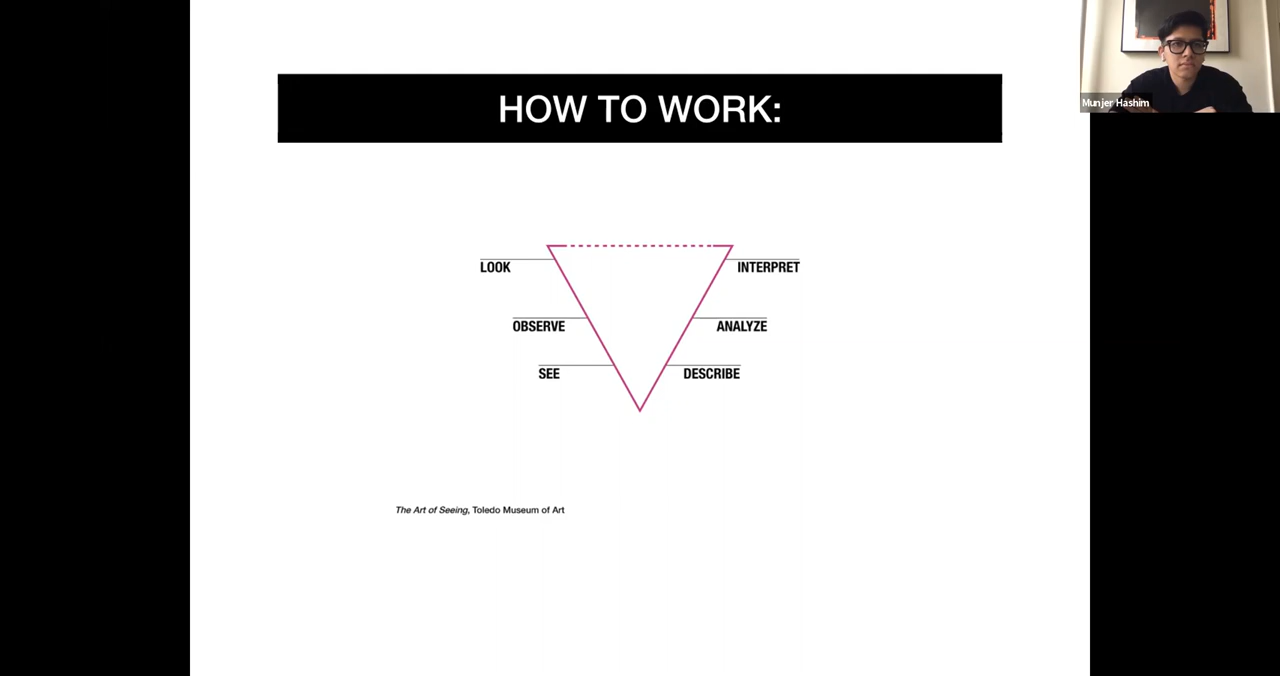 HOW TO WORK:
Munjer Hashim
LOOK
INTERPRET
OBSERVE
ANALYZE
SEE
DESCRIBE
The Art of Seeing, Toledo Museum of Art